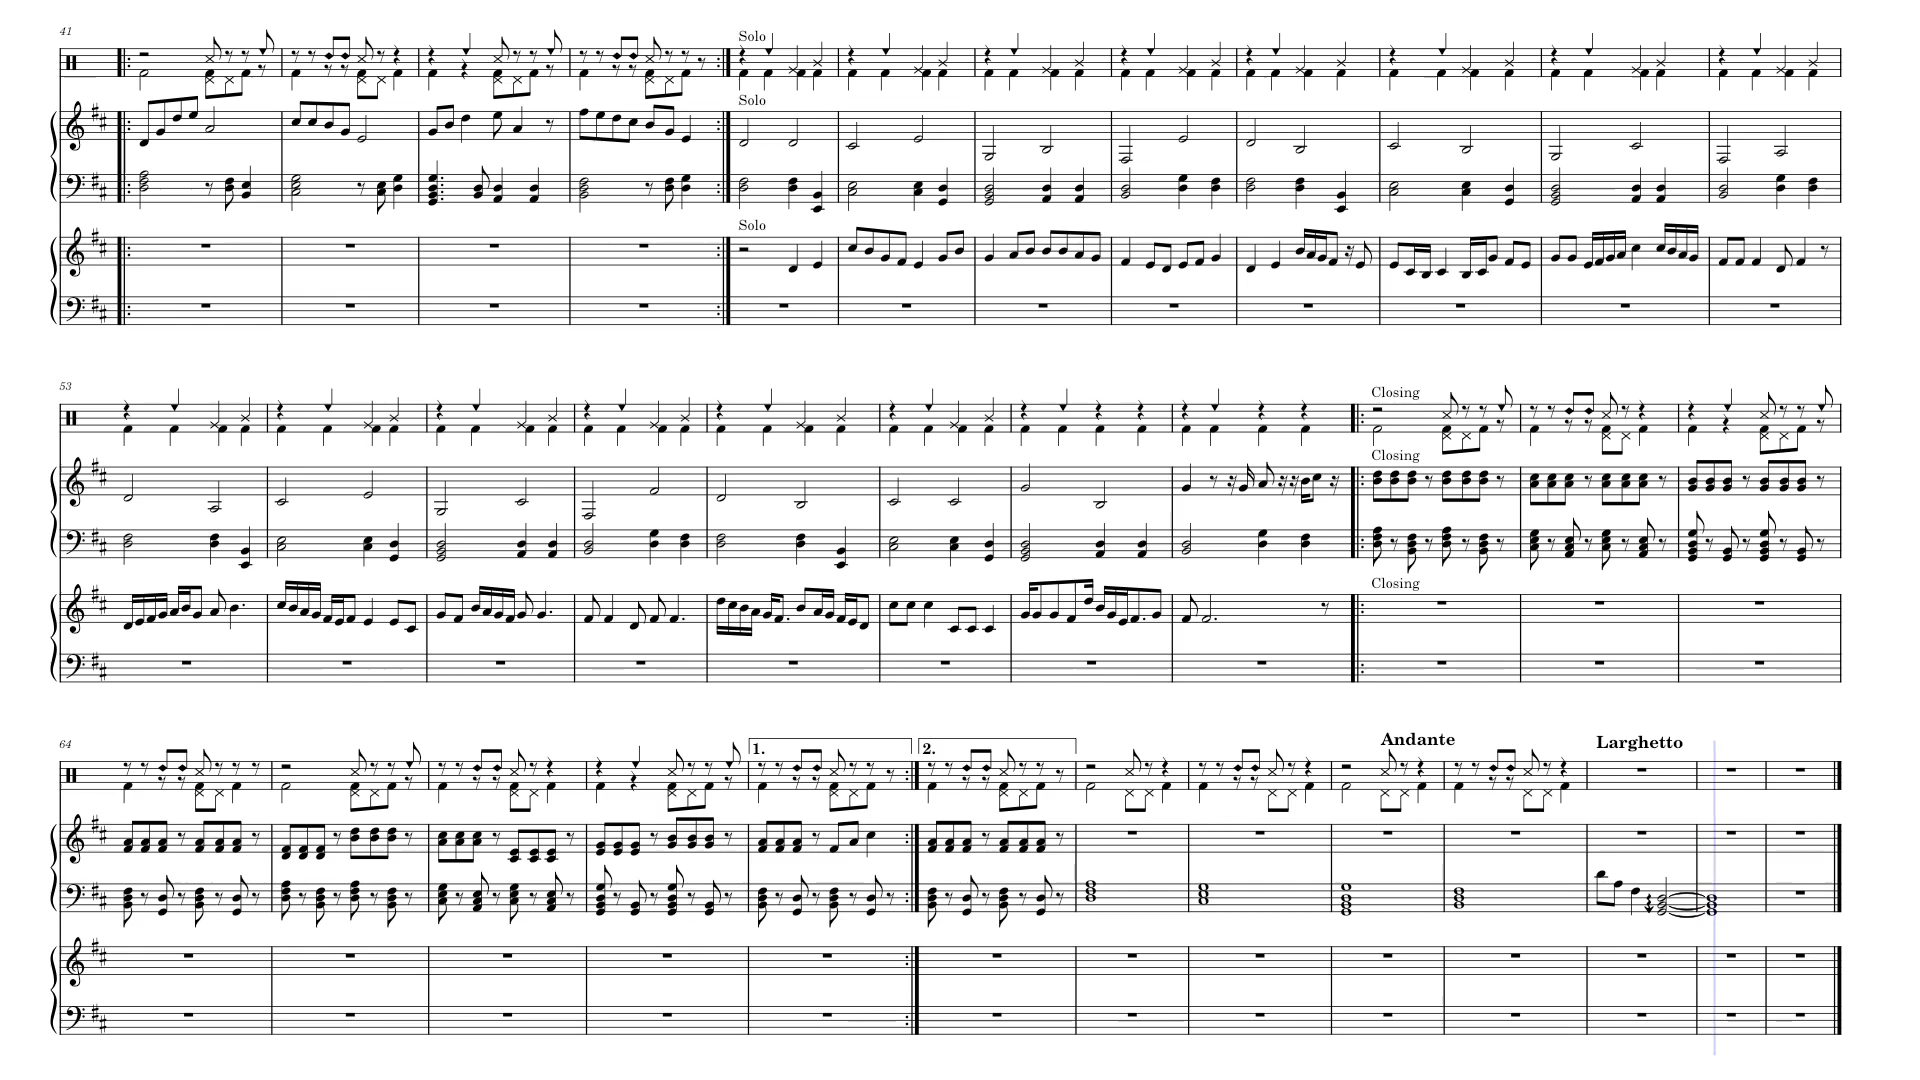 41
Solo
Solo
Solo
53
Closing
Closing
Closing
64
1.
2.
Andante
Larghetto